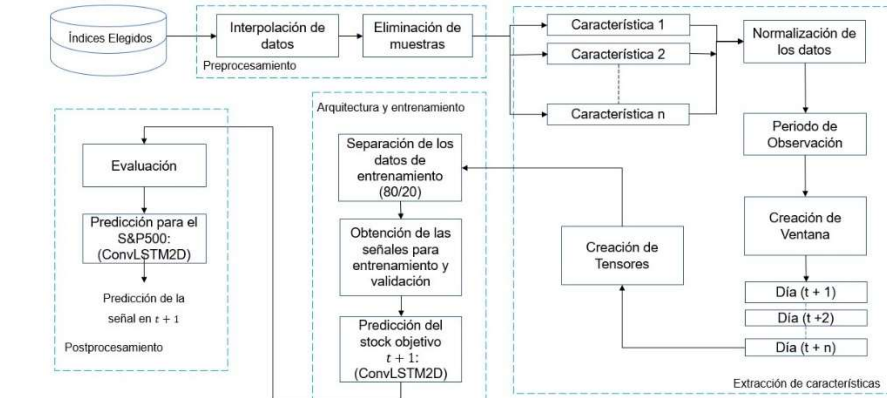 Índices Elegidos
Interpolación de
datos
Eliminación de
muestras
Preprocesamiento
Característica 1
Característica 2
Característica n
Normalización de
los datos
Periodo de
Observación
Creación de
Ventana
Día (t + 1)
Día (t +2)
Día (t + n)
Creación de
Tensores
Extracción de características
Arquitectura y entrenamiento
Separación de los
datos de
entrenamiento
(80/20)
Obtención de las
señales para
entrenamiento y
validación
Predicción del
stock objetivo
t + 1:
(ConvLSTM2D)
Evaluación
Predicción para el
S&P500:
(ConvLSTM2D)
Predicción de la
señal en t + 1
Postprocesamiento